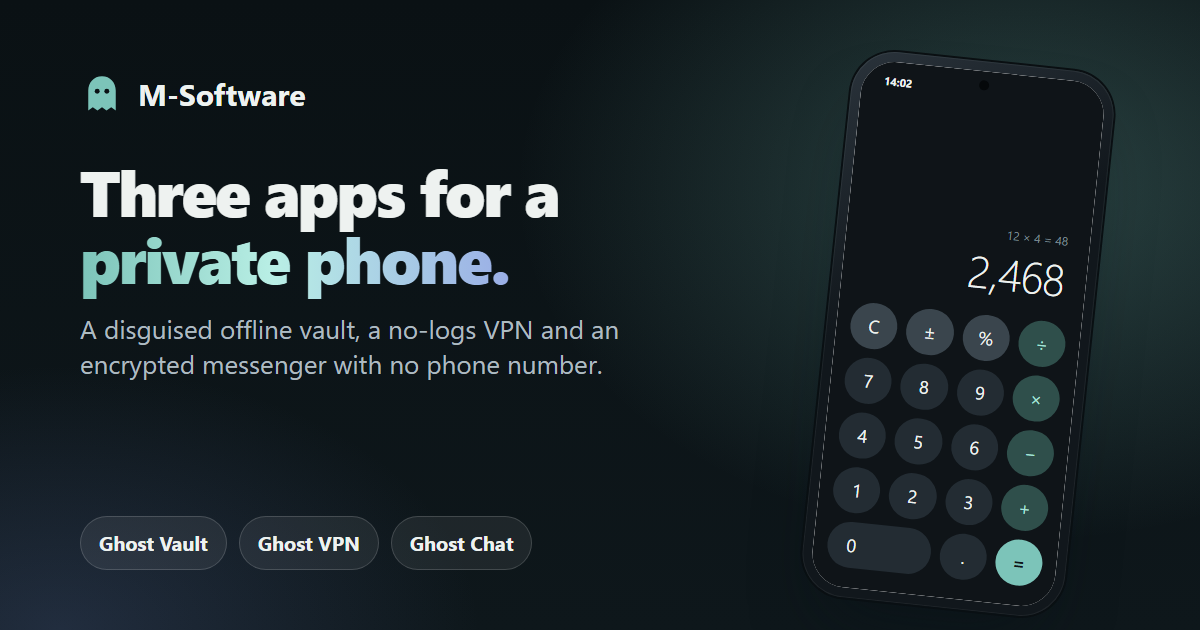 M-Software
Three apps for a
private phone.
A disguised offline vault, a no-logs VPN and an
encrypted messenger with no phone number.
Ghost Vault
Ghost VPN
Ghost Chat
14:02
12 × 4 = 48
2,468
C ± % ÷
7 8 9 ×
4 5 6 −
1 2 3 +
0 . =